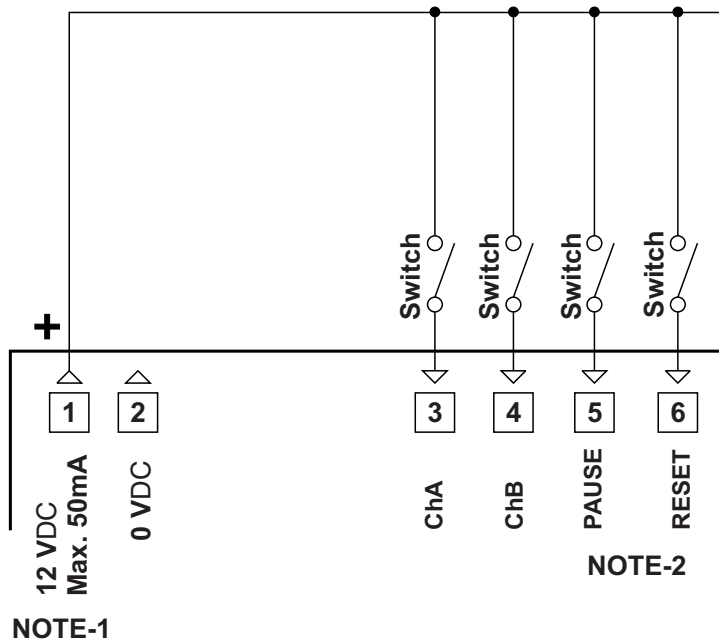 Switch
Switch
Switch
Switch
+
1
2
3
4
5
6
12 VDC
Max. 50mA
0 VDC
ChA
ChB
PAUSE
RESET
NOTE-2
NOTE-1